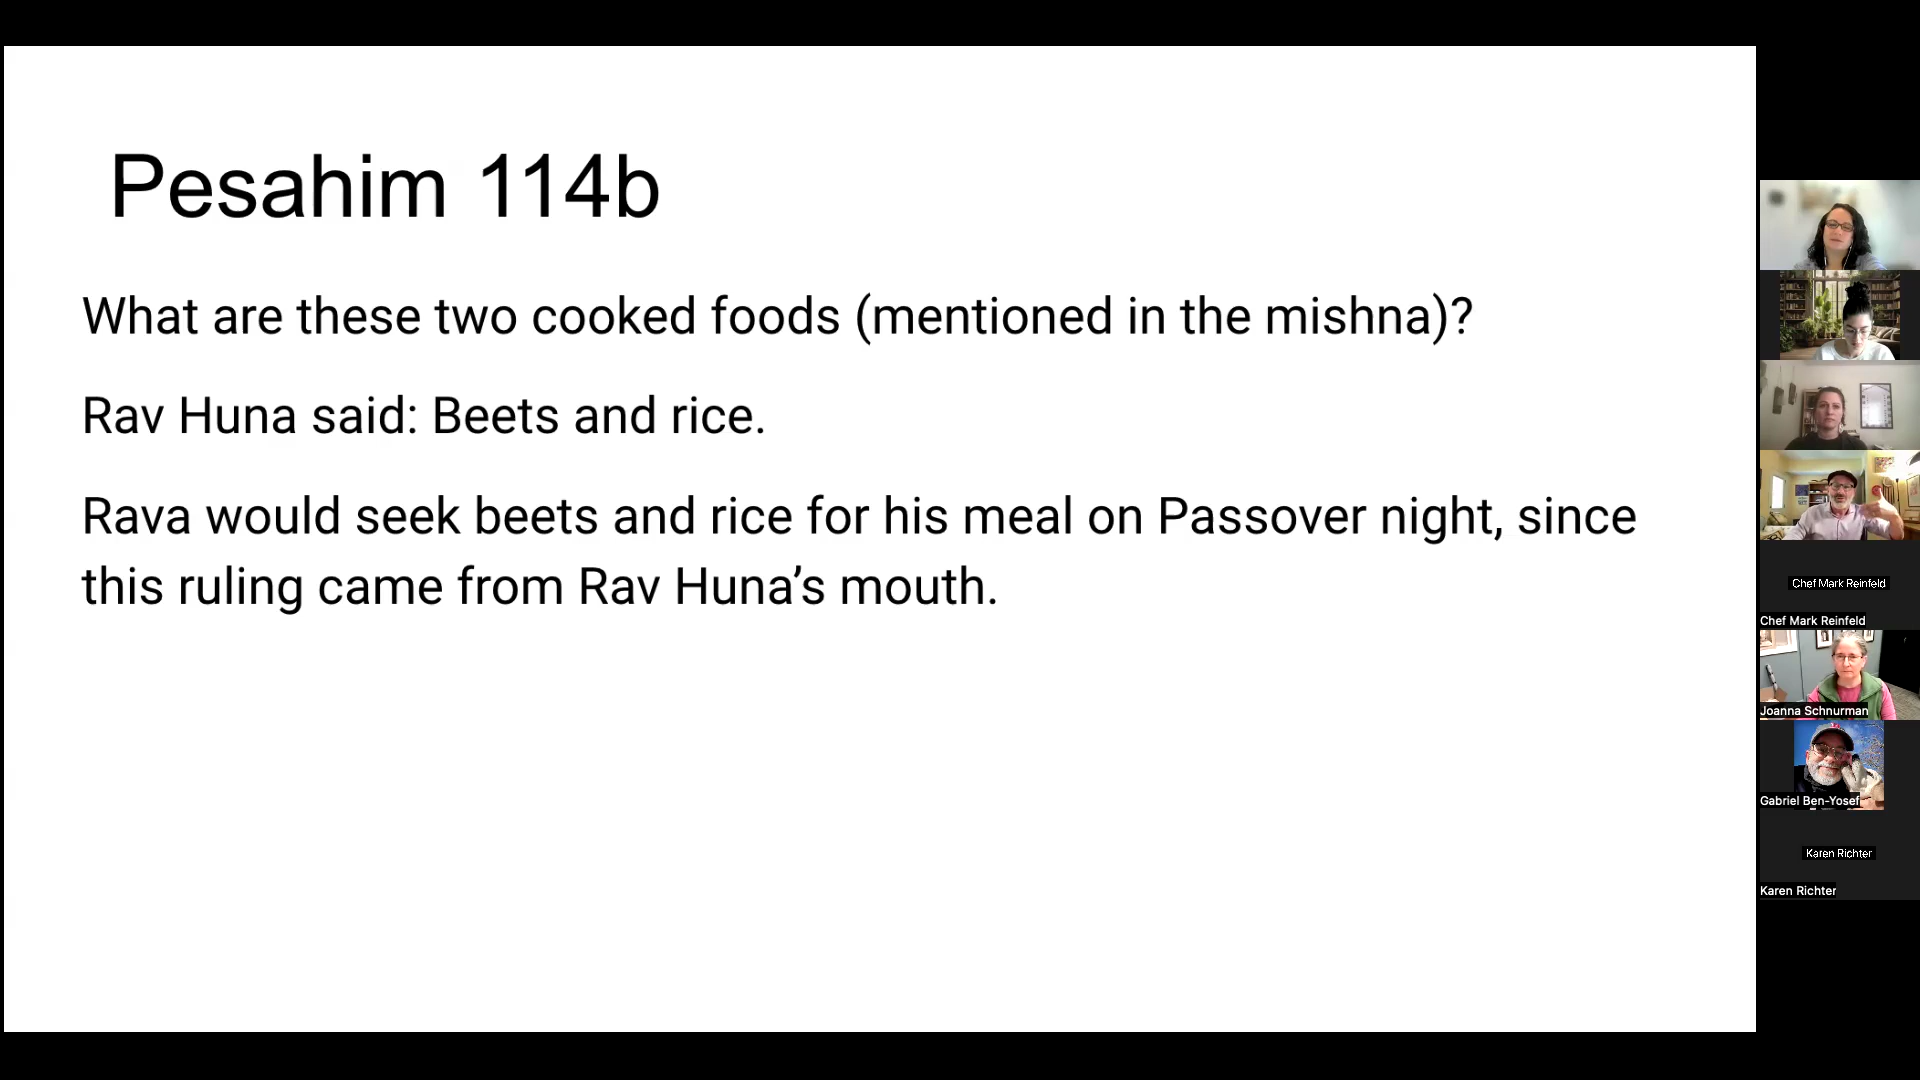 Pesahim 114b
What are these two cooked foods (mentioned in the mishna)?
Rav Huna said: Beets and rice.
Rava would seek beets and rice for his meal on Passover night, since
this ruling came from Rav Huna’s mouth.
Chef Mark Reinfeld
Chef Mark Reinfeld
Joanna Schnurman
Gabriel Ben-Yosef
Karen Richter
Karen Richter